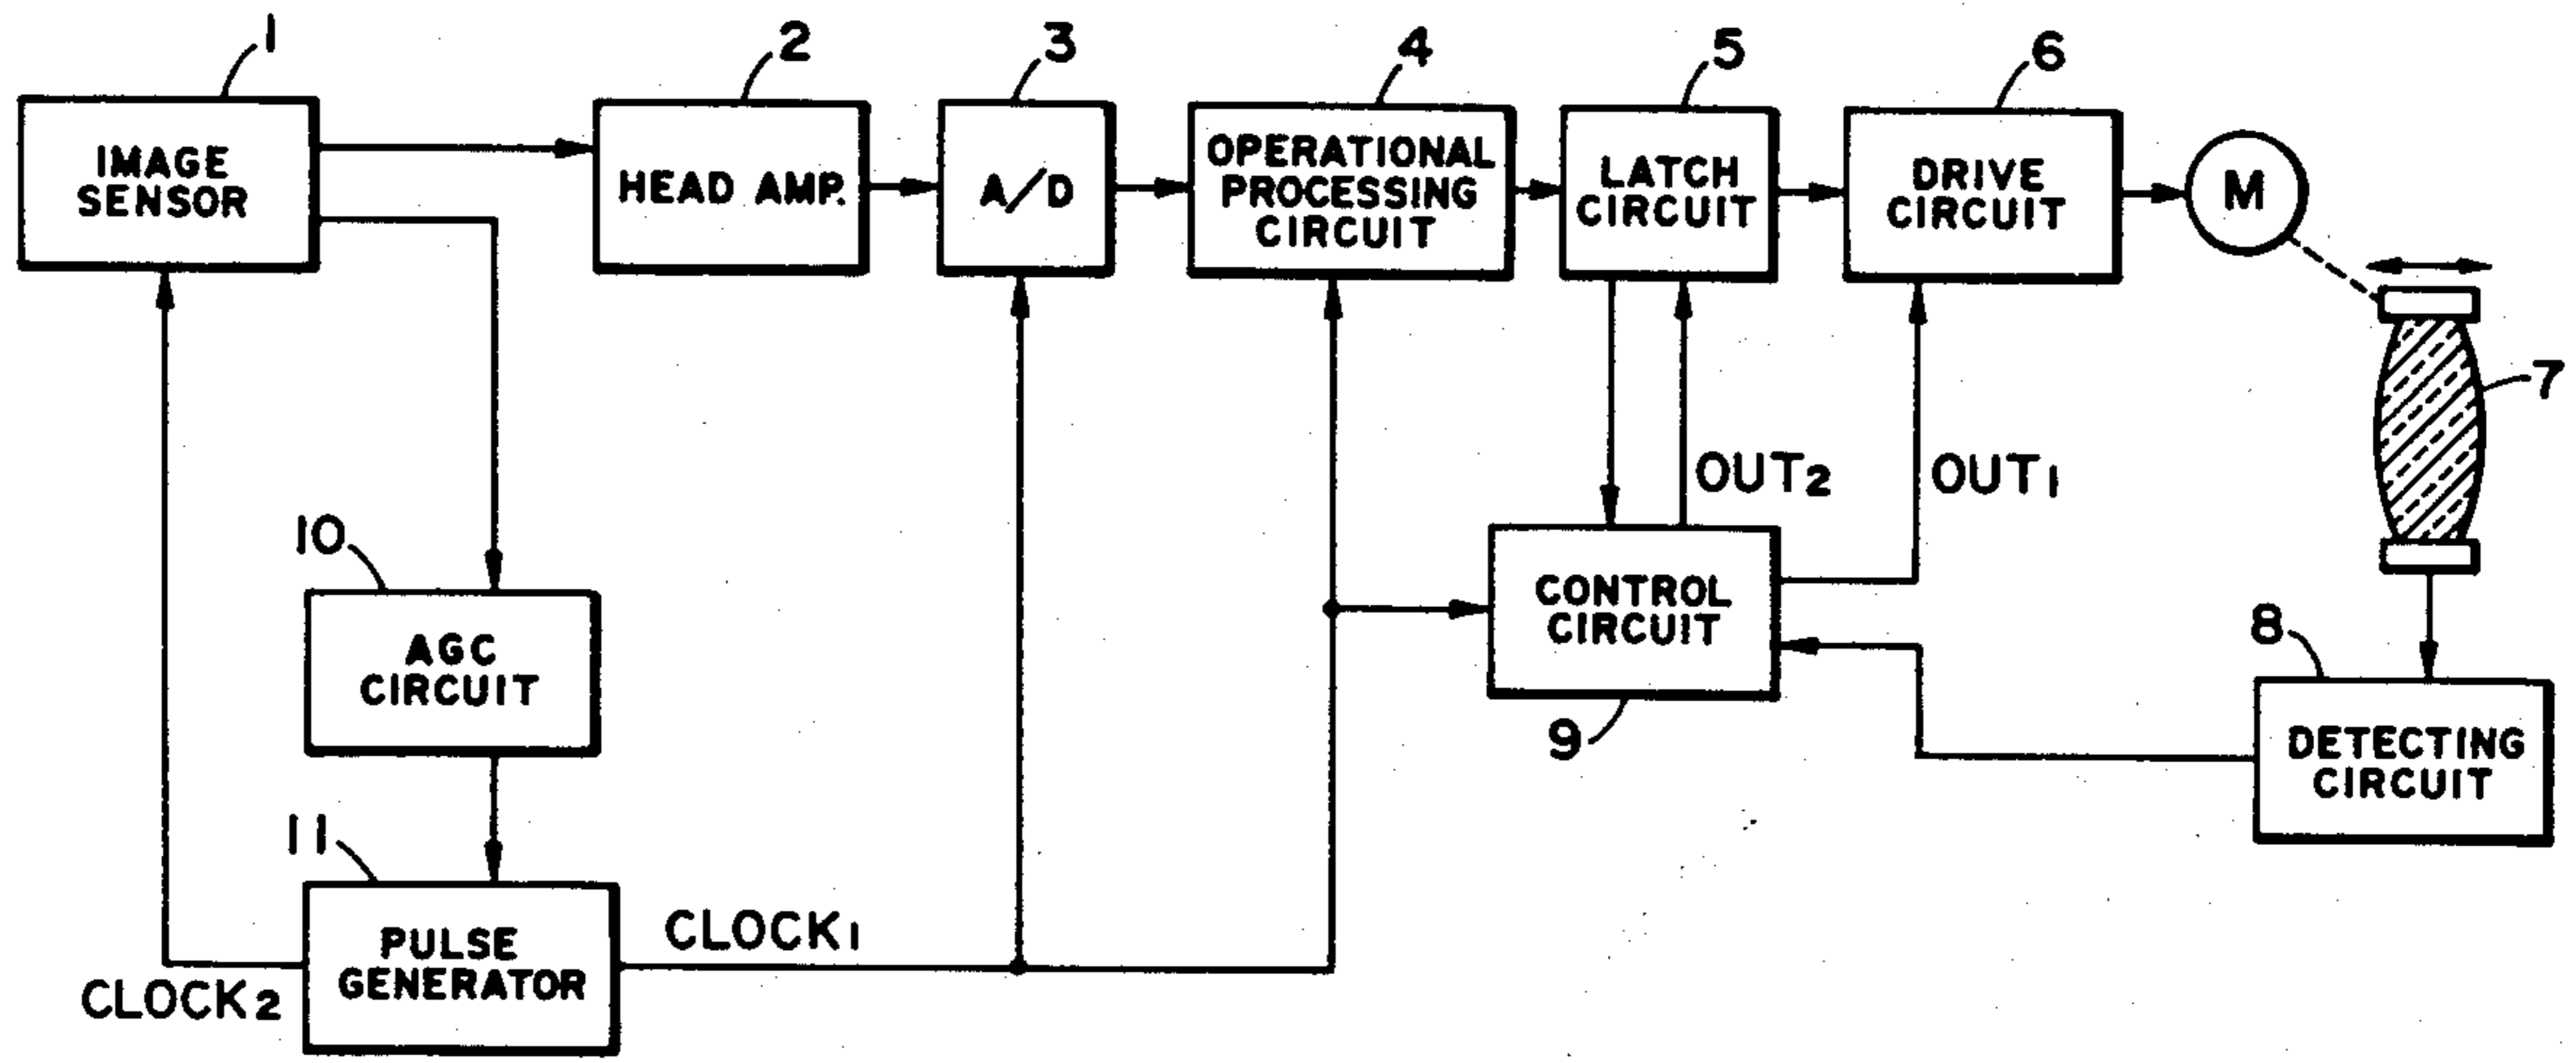 1
2
3
4
5
6
IMAGE
SENSOR
HEAD AMP.
A/D
OPERATIONAL
PROCESSING
CIRCUIT
LATCH
CIRCUIT
DRIVE
CIRCUIT
M
7
OUT2
OUT1
10
AGC
CIRCUIT
CONTROL
CIRCUIT
9
8
DETECTING
CIRCUIT
11
PULSE
GENERATOR
CLOCK1
CLOCK2